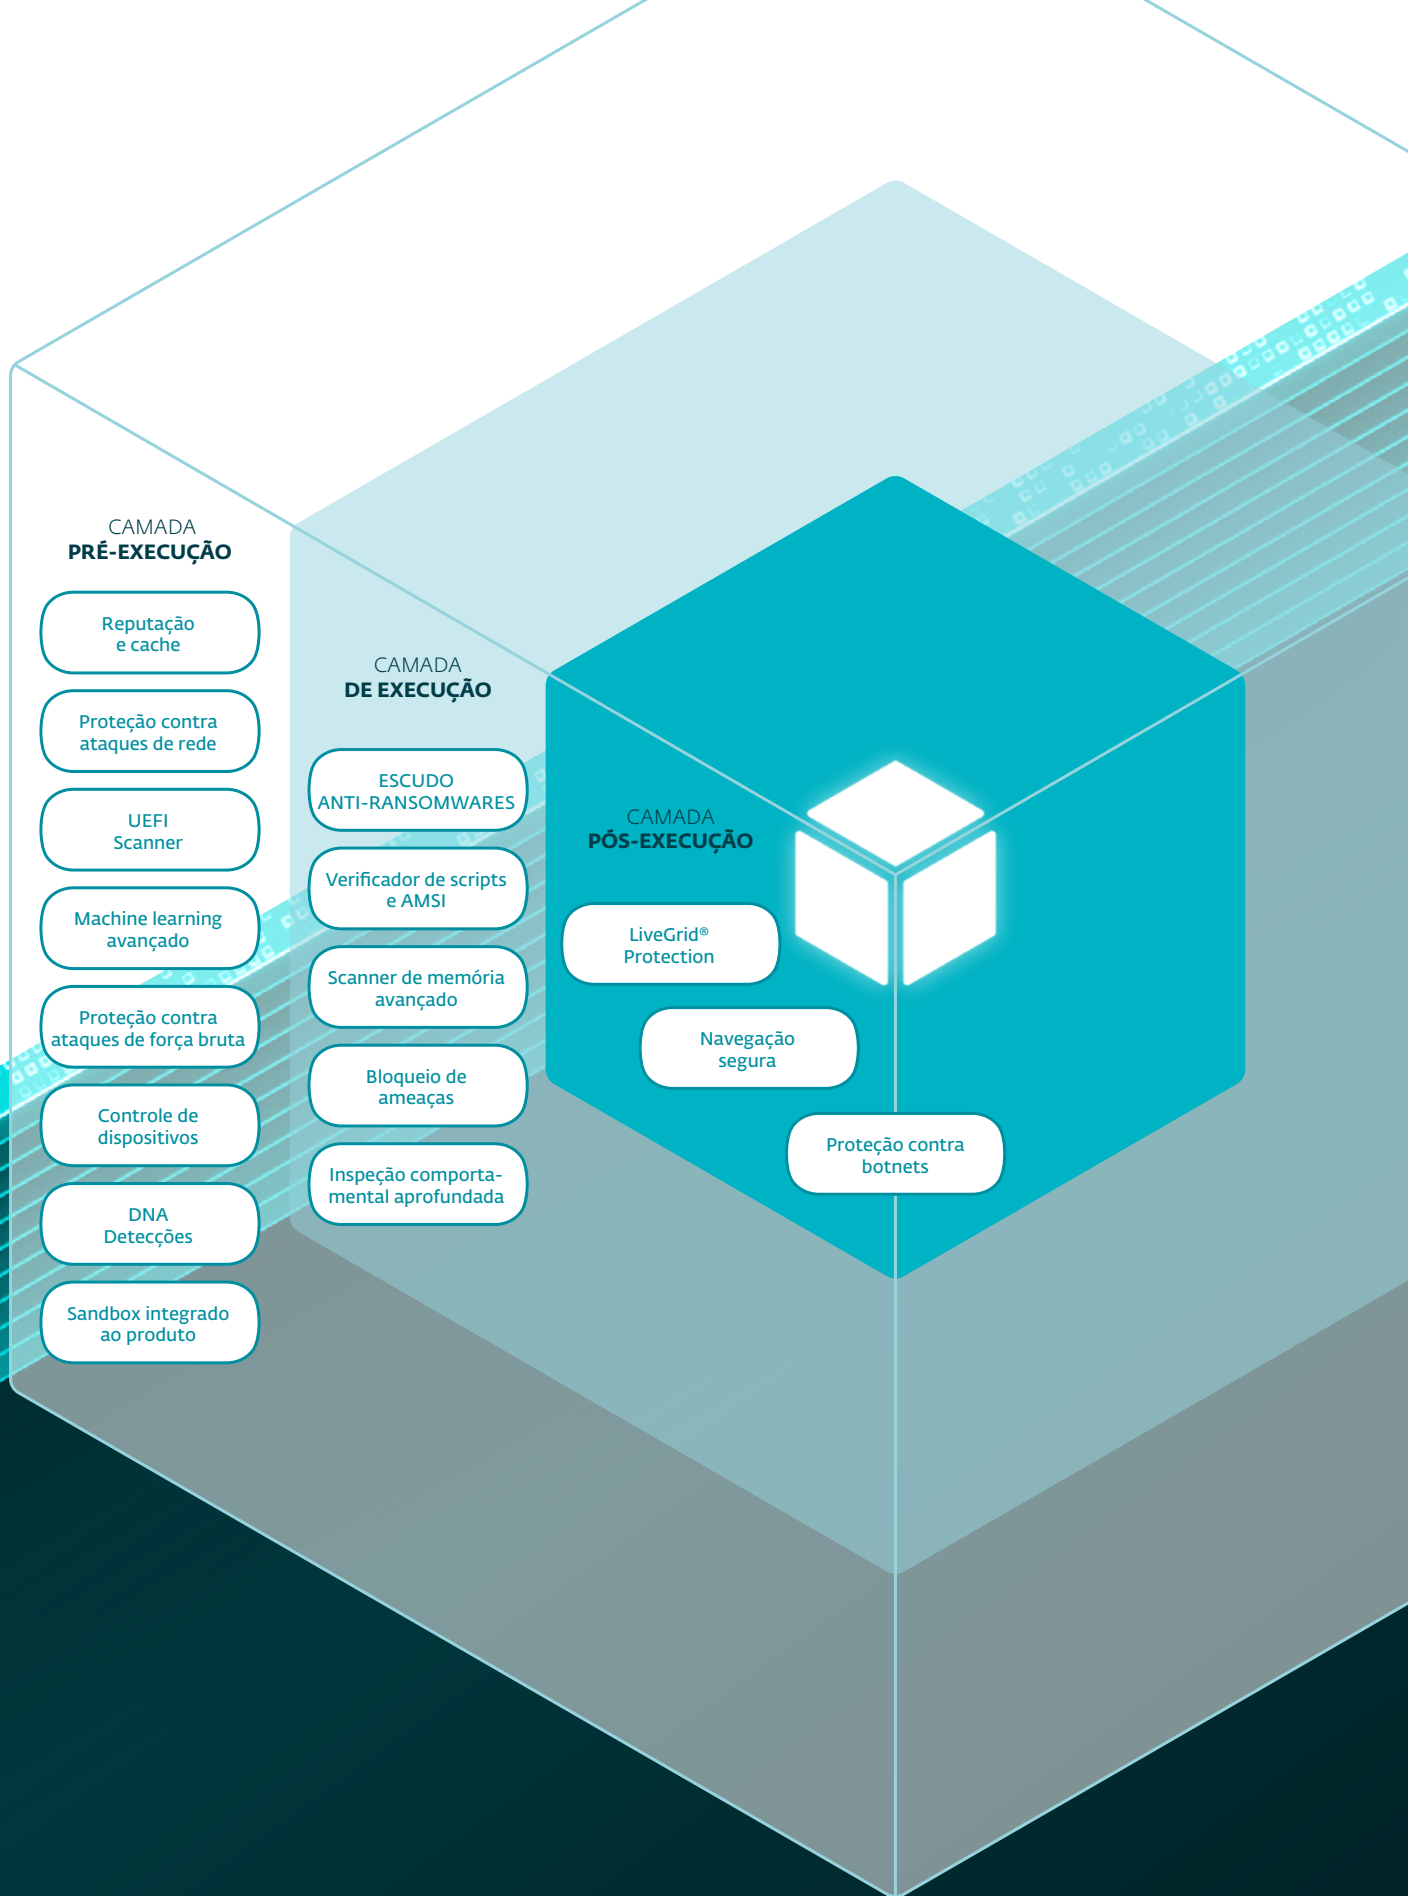 CAMADA
PRÉ-EXECUÇÃO
Reputação
e cache
Proteção contra
ataques de rede
UEFI
Scanner
Machine learning
avançado
Proteção contra
ataques de força bruta
Controle de
dispositivos
DNA
Detecções
Sandbox integrado
ao produto
CAMADA
DE EXECUÇÃO
ESCUDO
ANTI-RANSOMWARES
Verificador de scripts
e AMSI
Scanner de memória
avançado
Bloqueio de
ameaças
Inspeção comporta-
mental aprofundada
CAMADA
PÓS-EXECUÇÃO
LiveGrid®
Protection
Navegação
segura
Proteção contra
botnets